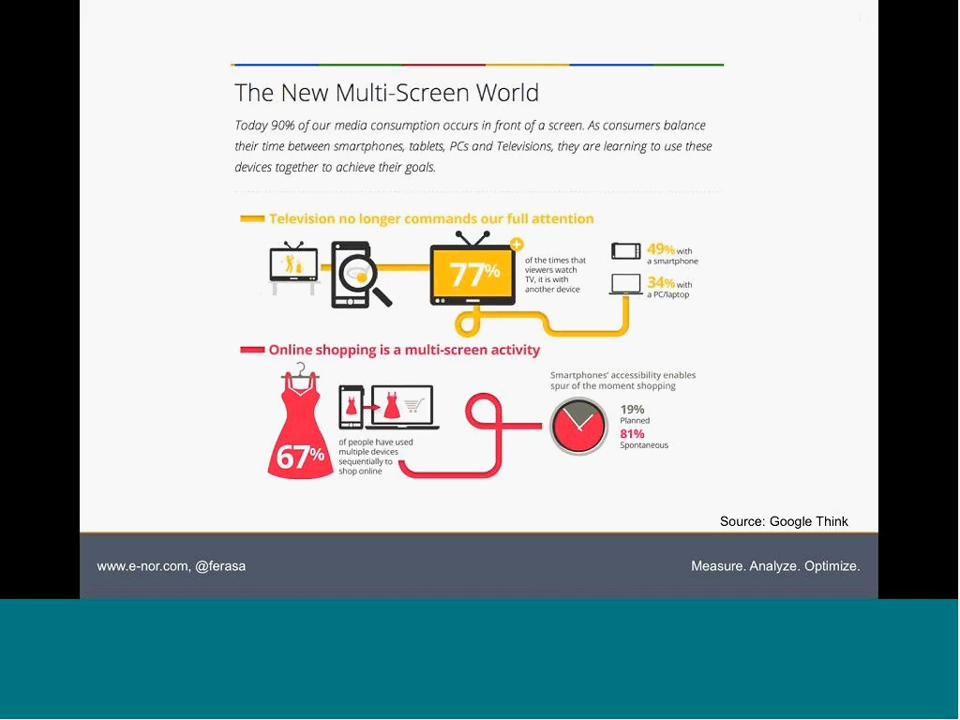 The New Multi-Screen World
Today 90% of our media consumption occurs in front of a screen. As consumers balance
their time between smartphones, tablets, PCs and Televisions, they are learning to use these
devices together to achieve their goals.
Television no longer commands our full attention
77%
of the times that
viewers watch
TV, it is with
another device
49% with
a smartphone
34% with
a PC/laptop
Online shopping is a multi-screen activity
67%
of people have used
multiple devices
sequentially to
shop online
Smartphones' accessibility enables
spur of the moment shopping
19%
Planned
81%
Spontaneous
Source: Google Think
www.e-nor.com, @ferasa
Measure. Analyze. Optimize.